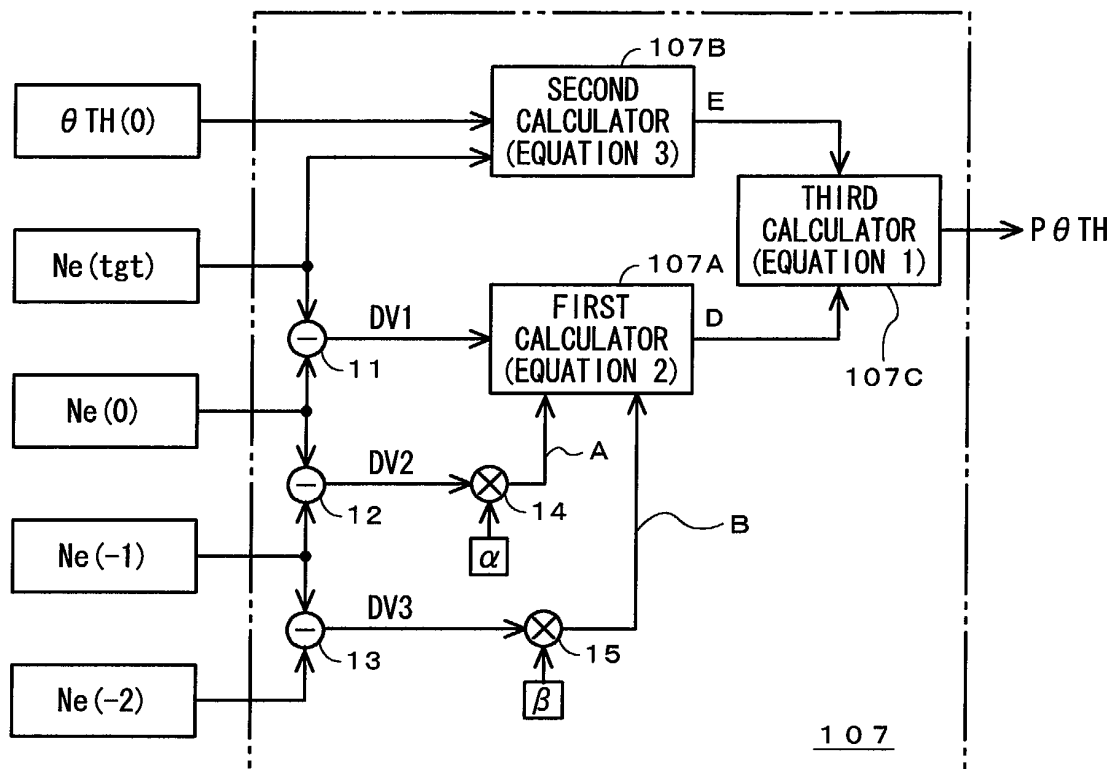 107B
θTH(0)
SECOND
CALCULATOR
(EQUATION 3)
E
THIRD
CALCULATOR
(EQUATION 1)
PθTH
107C
Ne(tgt)
107A
DV1
11
FIRST
CALCULATOR
(EQUATION 2)
D
Ne(0)
DV2
12
14
A
α
B
Ne(-1)
DV3
13
15
β
Ne(-2)
107